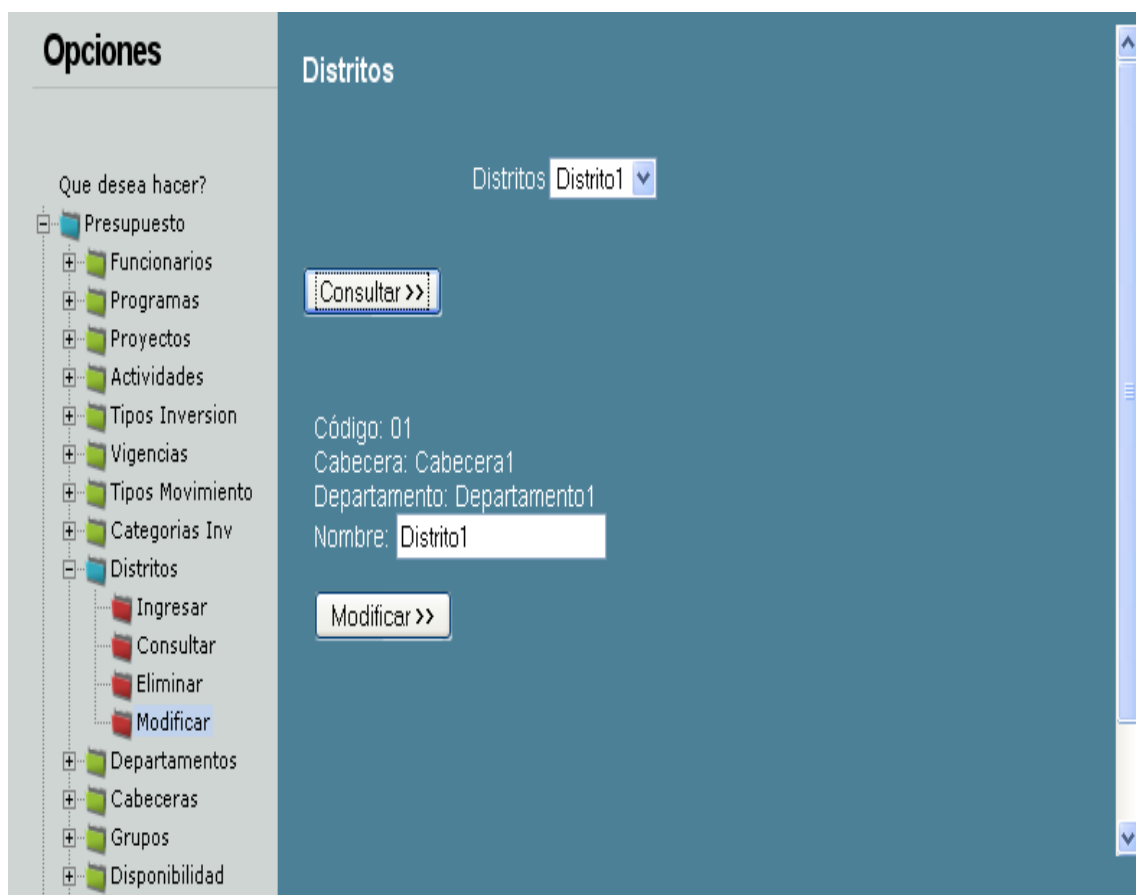 Opciones
Que desea hacer?
Presupuesto
Funcionarios
Programas
Proyectos
Actividades
Tipos Inversion
Vigencias
Tipos Movimiento
Categorias Inv
Distritos
Ingresar
Consultar
Eliminar
Modificar
Departamentos
Cabeceras
Grupos
Disponibilidad
Distritos
Distritos Distrito1
Consultar >>
Código: 01
Cabecera: Cabecera1
Departamento: Departamento1
Nombre: Distrito1
Modificar >>